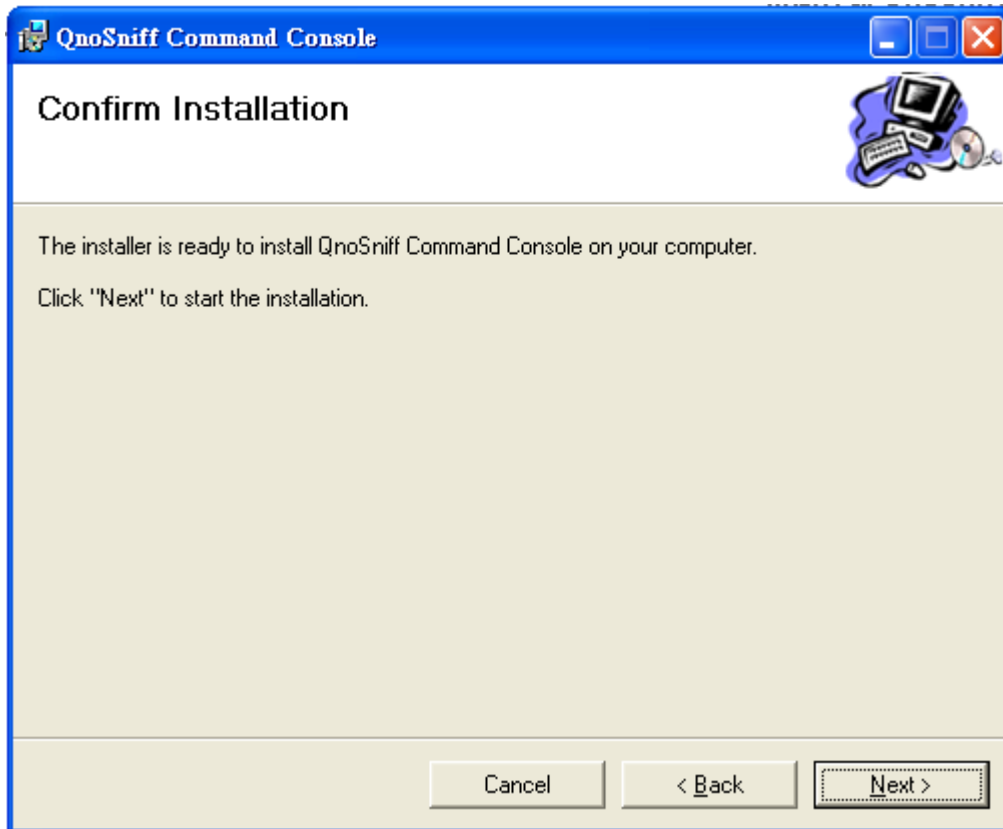 QnoSniff Command Console
Confirm Installation
The installer is ready to install QnoSniff Command Console on your computer.
Click "Next" to start the installation.
Cancel
< Back
Next >